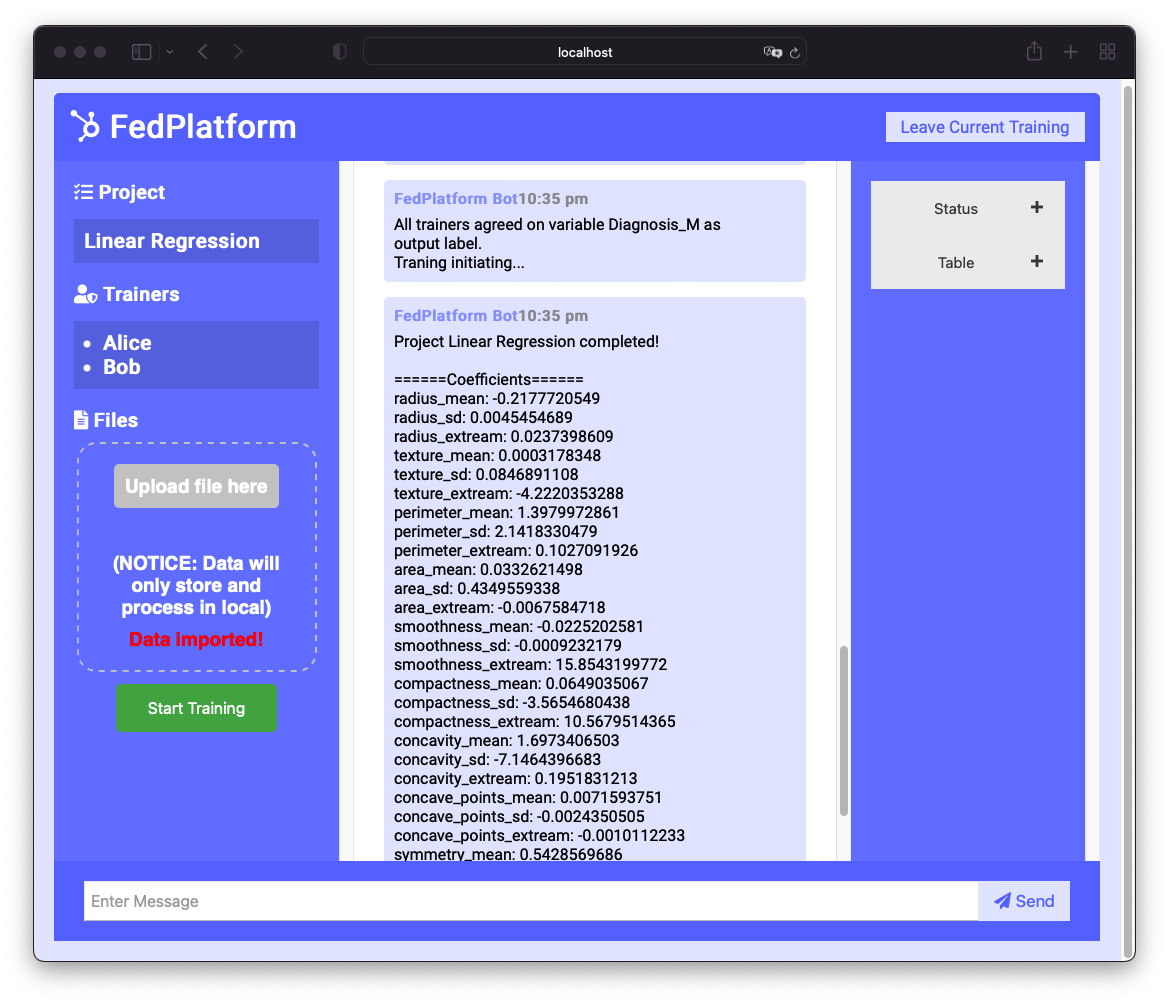 localhost
FedPlatform
Leave Current Training
Project
Linear Regression
Trainers
• Alice
• Bob
Files
Upload file here
(NOTICE: Data will
only store and
process in local)
Data imported!
Start Training
FedPlatform Bot10:35 pm
All trainers agreed on variable Diagnosis_M as
output label.
Traning initiating...
FedPlatform Bot10:35 pm
Project Linear Regression completed!
======Coefficients======
radius_mean: -0.2177720549
radius_sd: 0.0045454689
radius_extream: 0.0237398609
texture_mean: 0.0003178348
texture_sd: 0.0846891108
texture_extream: -4.2220353288
perimeter_mean: 1.3979972861
perimeter_sd: 2.1418330479
perimeter_extream: 0.1027091926
area_mean: 0.0332621498
area_sd: 0.4349559338
area_extream: -0.0067584718
smoothness_mean: -0.0225202581
smoothness_sd: -0.0009232179
smoothness_extream: 15.8543199772
compactness_mean: 0.0649035067
compactness_sd: -3.5654680438
compactness_extream: 10.5679514365
concavity_mean: 1.6973406503
concavity_sd: -7.1464396683
concavity_extream: 0.1951831213
concave_points_mean: 0.0071593751
concave_points_sd: -0.0024350505
concave_points_extream: -0.0010112233
symmetry_mean: 0.5428569686
Status +
Table +
Enter Message
Send